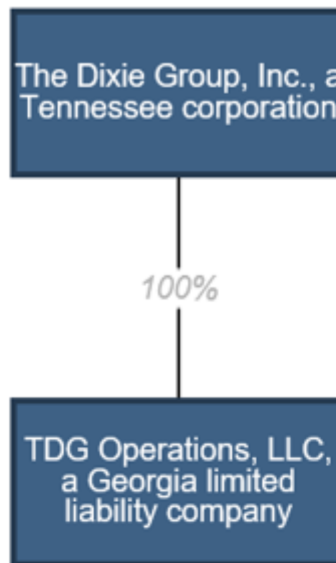 The Dixie Group, Inc., a
Tennessee corporation
100%
TDG Operations, LLC,
a Georgia limited
liability company